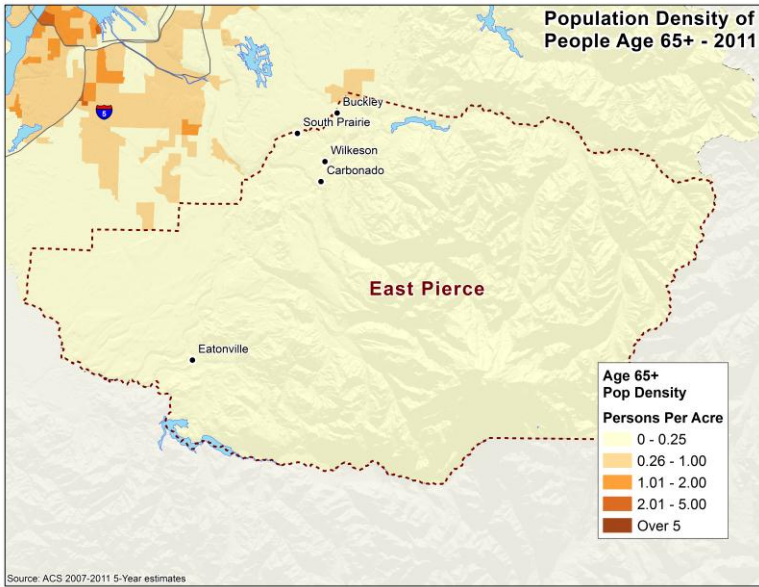 Population Density of
People Age 65+ - 2011
5
Buckley
South Prairie
Wilkeson
Carbonado
East Pierce
Eatonville
Age 65+
Pop Density
Persons Per Acre
0 - 0.25
0.26 - 1.00
1.01 - 2.00
2.01 - 5.00
Over 5
Source: ACS 2007-2011 5-Year estimates